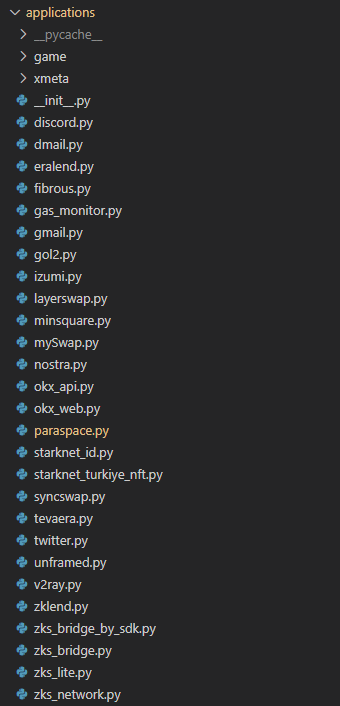 applications
__pycache__
game
xmeta
__init__.py
discord.py
dmail.py
eralend.py
fibrous.py
gas_monitor.py
gmail.py
gol2.py
izumi.py
layerswap.py
minsquare.py
mySwap.py
nostra.py
okx_api.py
okx_web.py
paraspace.py
starknet_id.py
starknet_turkiye_nft.py
syncswap.py
tevaera.py
twitter.py
unframed.py
v2ray.py
zklend.py
zks_bridge_by_sdk.py
zks_bridge.py
zks_lite.py
zks_network.py